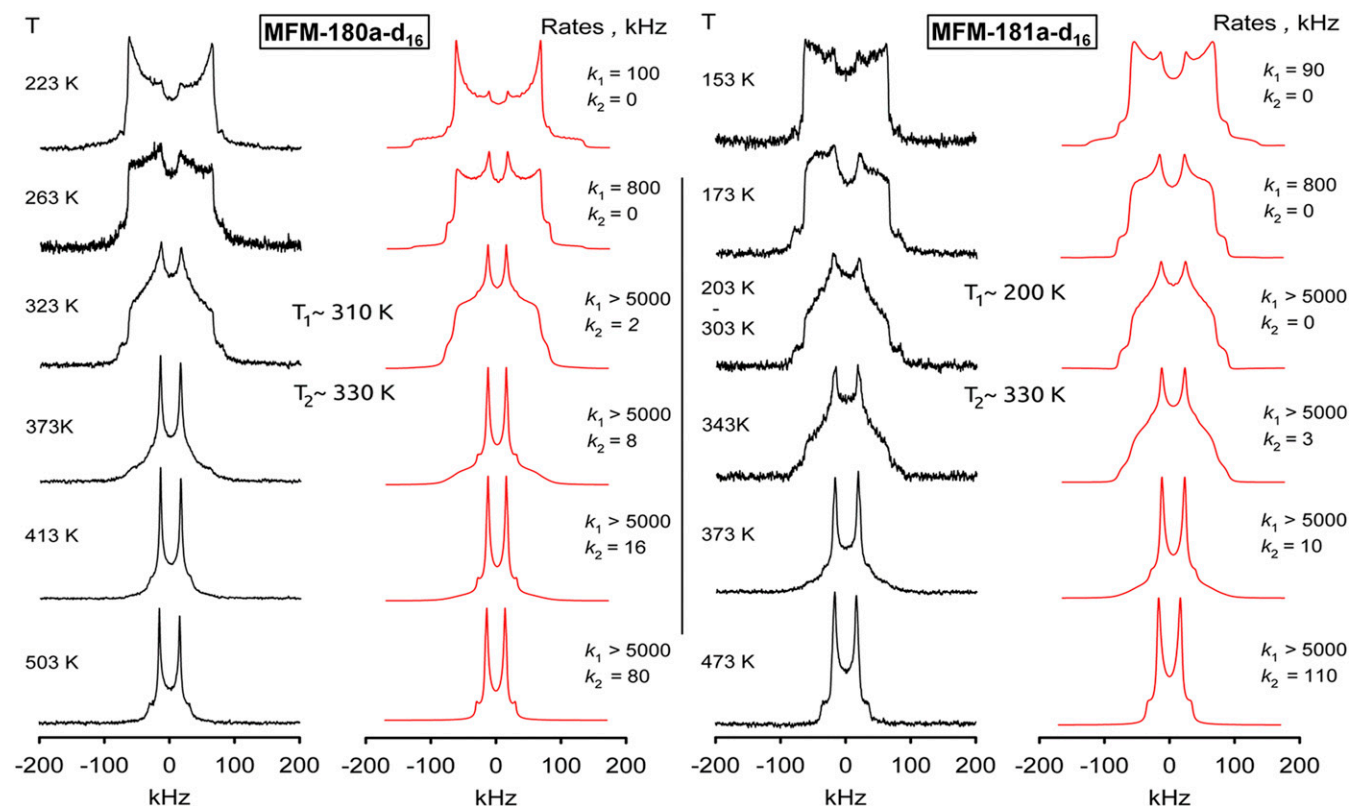 T
MFM-180a-d16
Rates , kHz
223 K
k1 = 100
k2 = 0
263 K
k1 = 800
k2 = 0
323 K
T1~ 310 K
k1 > 5000
k2 = 2
T2~ 330 K
373K
k1 > 5000
k2 = 8
413 K
k1 > 5000
k2 = 16
503 K
k1 > 5000
k2 = 80
-200 -100 0 100 200
kHz
-200 -100 0 100 200
kHz
T
MFM-181a-d16
Rates, kHz
153 K
k1 = 90
k2 = 0
173 K
k1 = 800
k2 = 0
203 K
-
303 K
T1~ 200 K
k1 > 5000
k2 = 0
T2~ 330 K
343K
k1 > 5000
k2 = 3
373 K
k1 > 5000
k2 = 10
473 K
k1 > 5000
k2 = 110
-200 -100 0 100 200
kHz
-200 -100 0 100 200
kHz